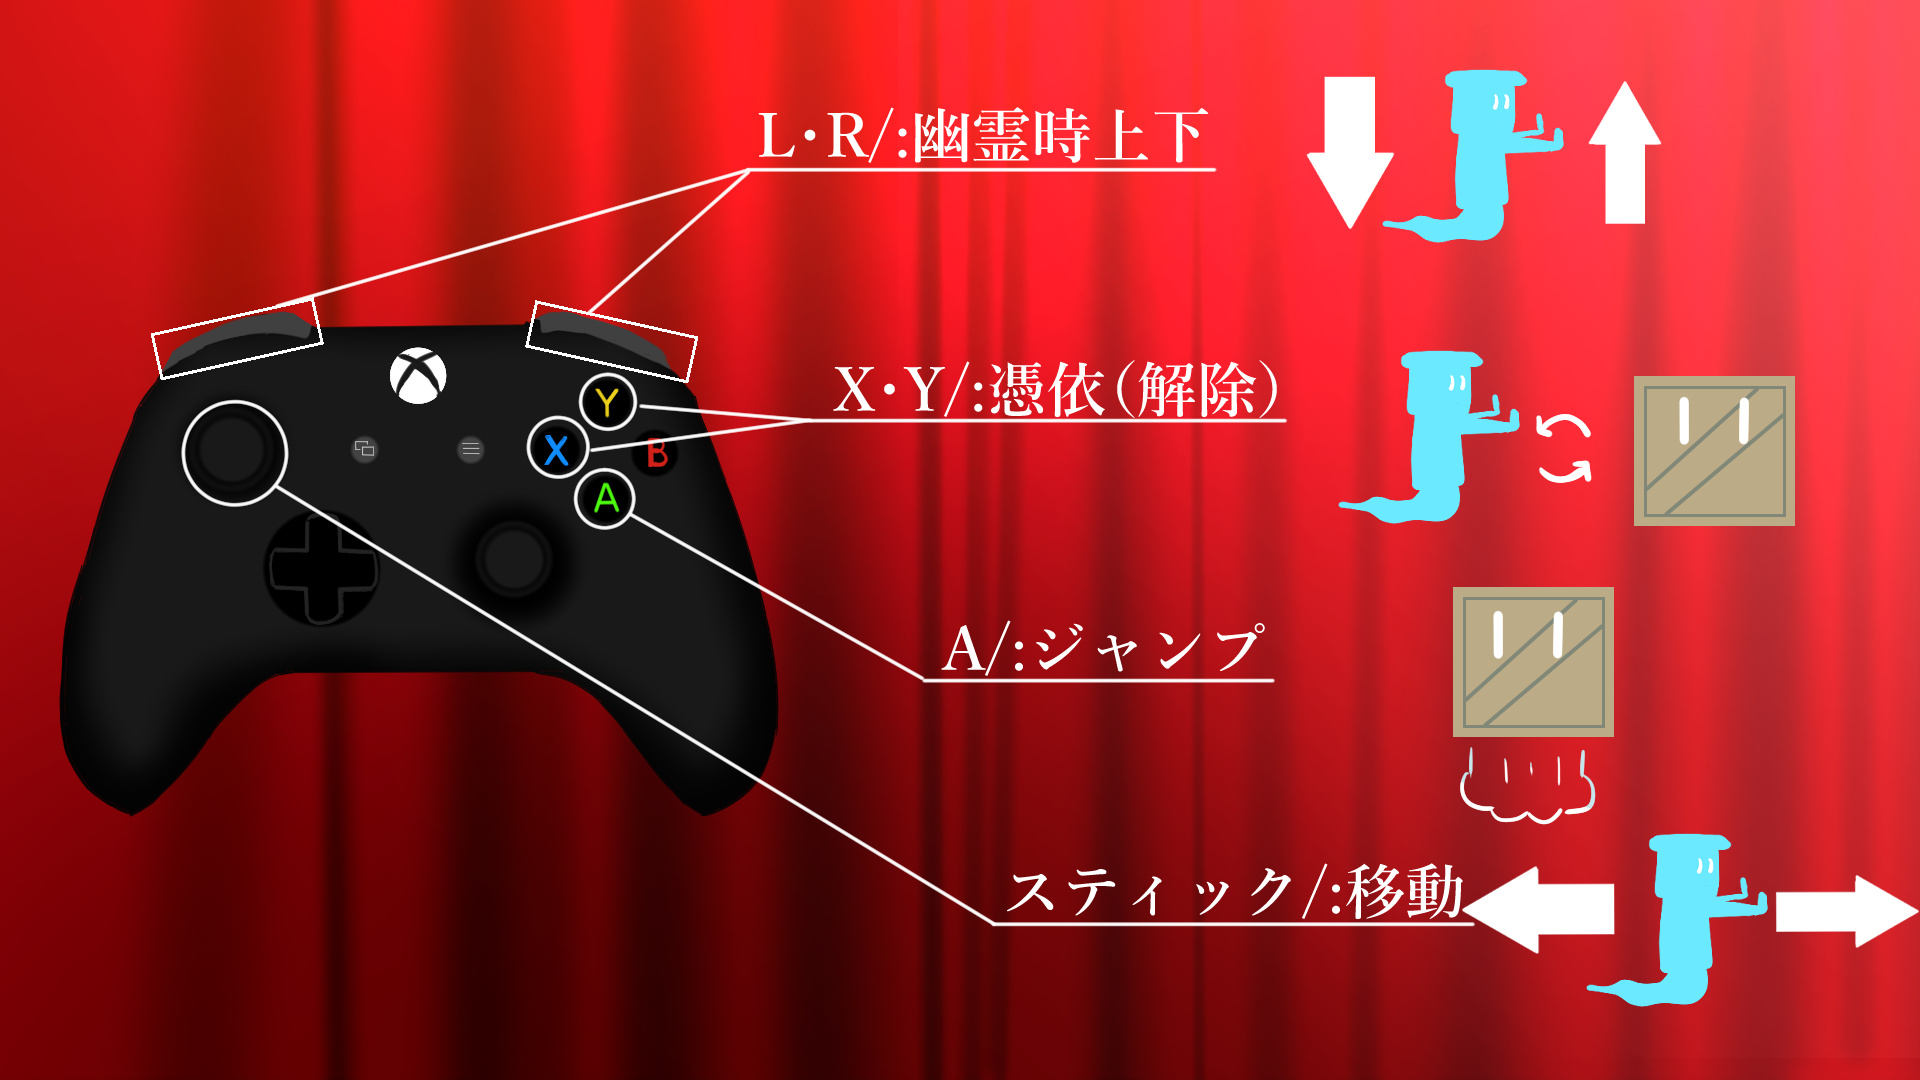 L・R/:幽霊時上下
X・Y/:憑依(解除)
Y
X
B
A
A/:ジャンプ
スティック/:移動